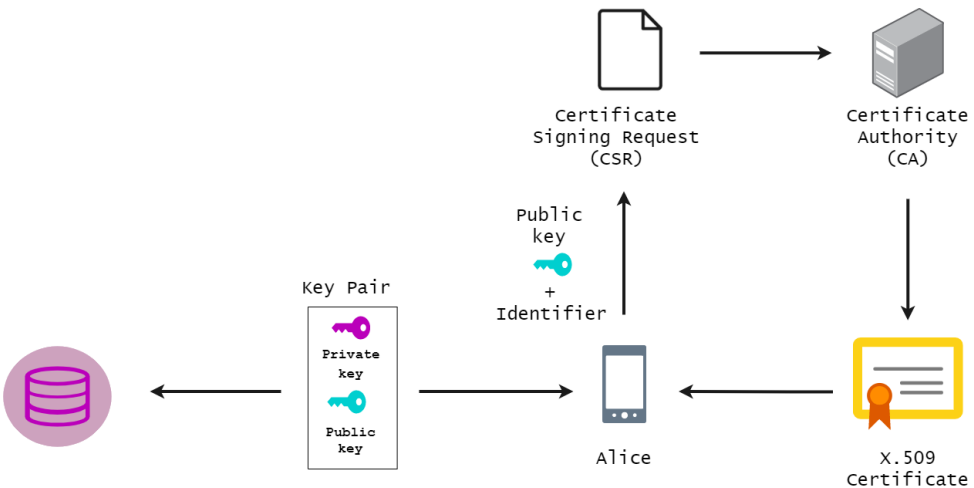 Certificate
Signing Request
(CSR)
Certificate
Authority
(CA)
Public
key
+
Identifier
Key Pair
Private
key
Public
key
Alice
X.509
Certificate